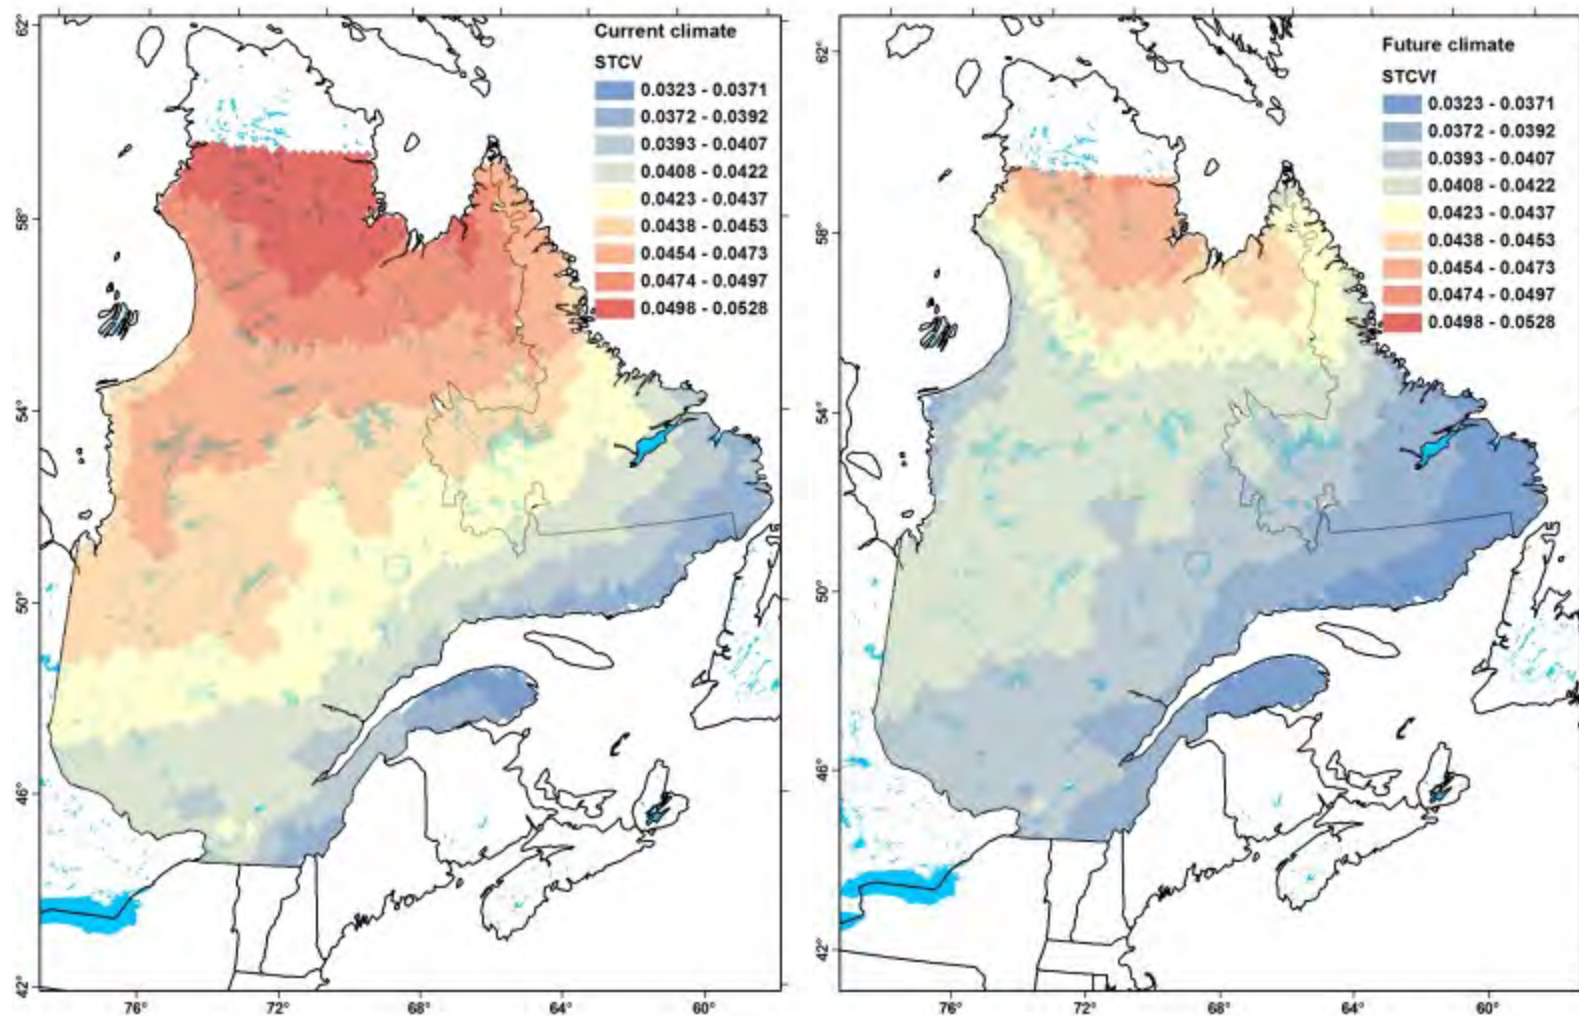 Current climate
STCV
0.0323 - 0.0371
0.0372 - 0.0392
0.0393 - 0.0407
0.0408 - 0.0422
0.0423 - 0.0437
0.0438 - 0.0453
0.0454 - 0.0473
0.0474 - 0.0497
0.0498 - 0.0528
62°
58°
54°
50°
46°
42°
76°
72°
68°
64°
60°
Future climate
STCVf
0.0323 - 0.0371
0.0372 - 0.0392
0.0393 - 0.0407
0.0408 - 0.0422
0.0423 - 0.0437
0.0438 - 0.0453
0.0454 - 0.0473
0.0474 - 0.0497
0.0498 - 0.0528
62°
58°
54°
50°
46°
42°
76°
72°
68°
64°
60°